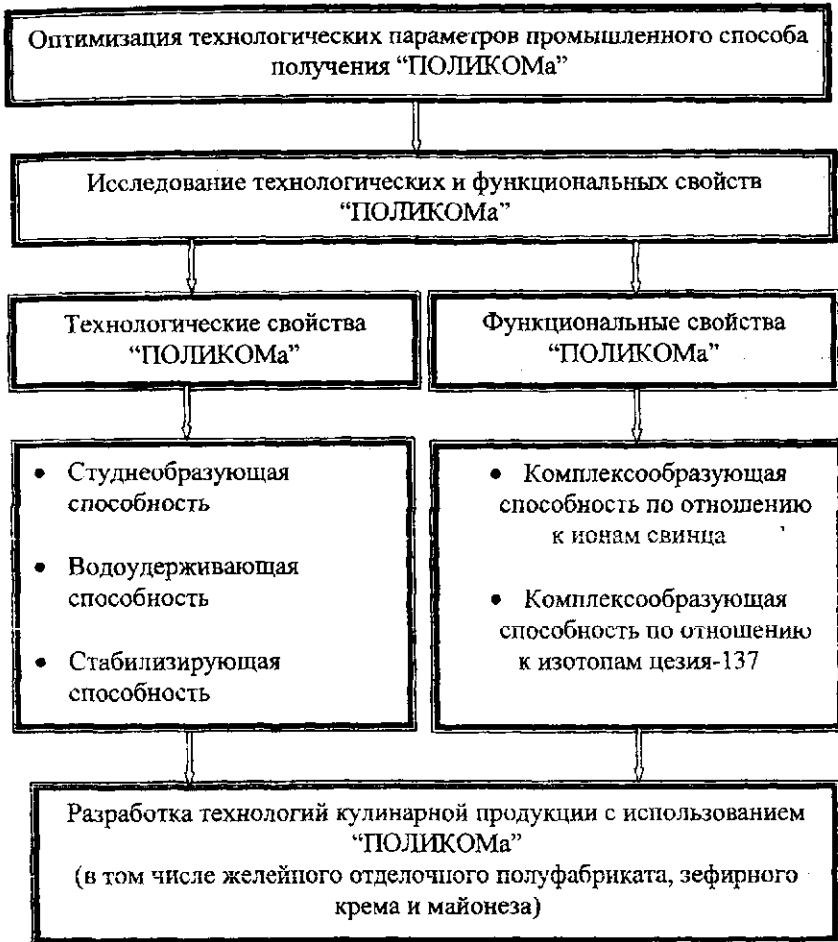 Оптимизация технологических параметров промышленного способа
получения “ПОЛИКОМа”
Исследование технологических и функциональных свойств
“ПОЛИКОМа”
Технологические свойства
“ПОЛИКОМа”
Функциональные свойства
“ПОЛИКОМа”
• Студнеобразующая
способность
• Водоудерживающая
способность
• Стабилизирующая
способность
• Комплексообразующая
способность по отношению
к ионам свинца
• Комплексообразующая
способность по отношению
к изотопам цезия-137
Разработка технологий кулинарной продукции с использованием
“ПОЛИКОМа”
(в том числе желейного отделочного полуфабриката, зефирного
крема и майонеза)